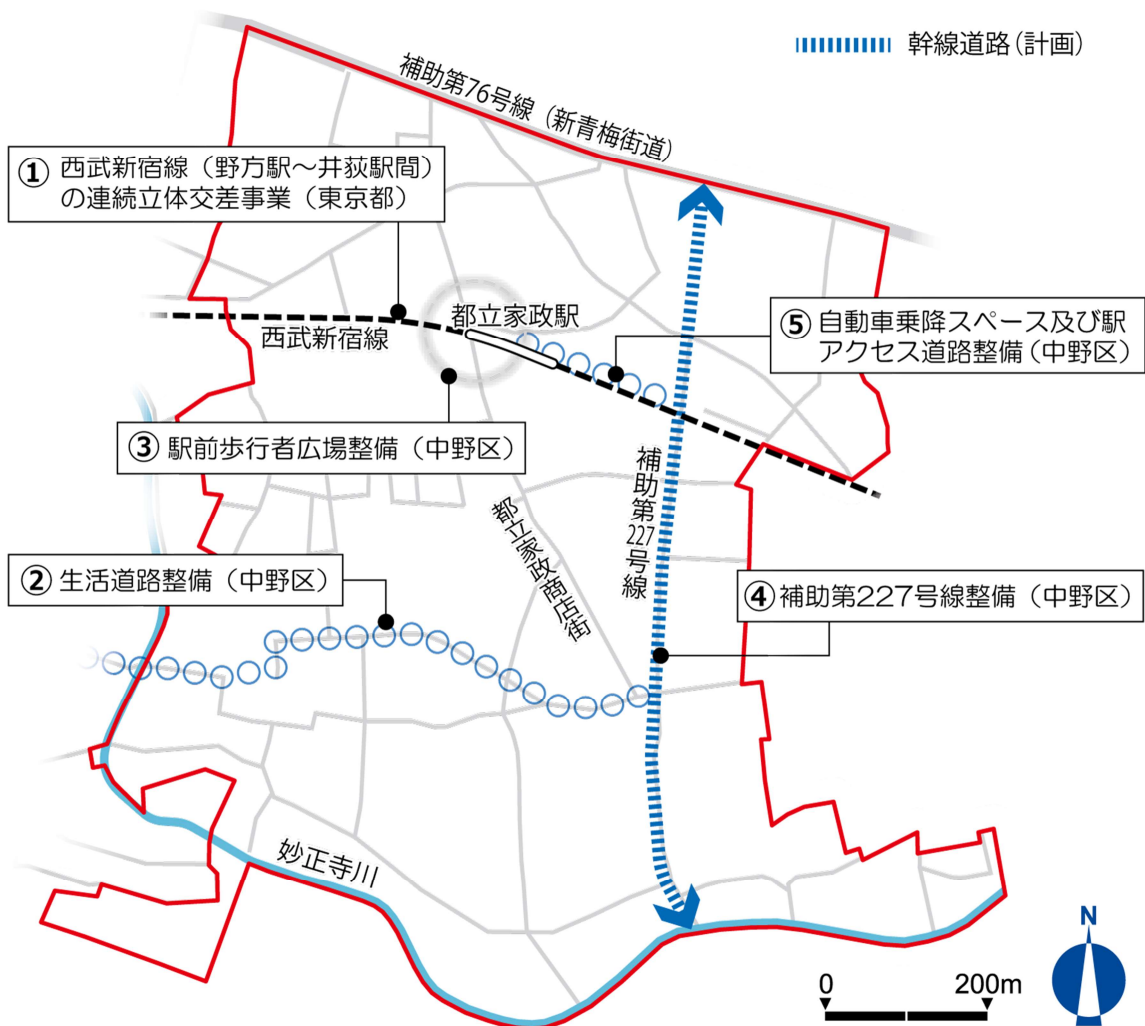 幹線道路(計画)
補助第76号線(新青梅街道)
① 西武新宿線(野方駅~井荻駅間)
の連続立体交差事業(東京都)
都立家政駅
西武新宿線
⑤ 自動車乗降スペース及び駅
アクセス道路整備(中野区)
③ 駅前歩行者広場整備(中野区)
補助第227号線
都立家政商店街
② 生活道路整備(中野区)
④ 補助第227号線整備(中野区)
妙正寺川
N
0 200m